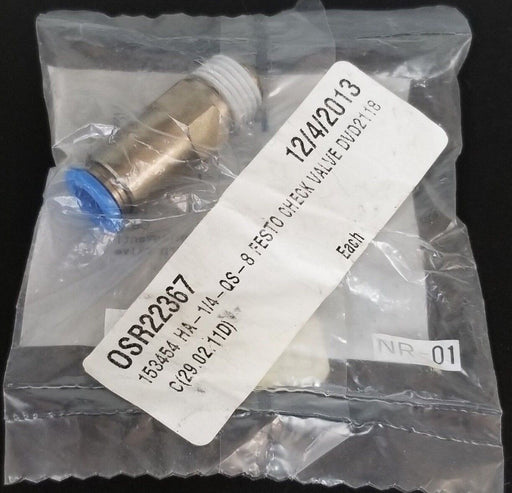 12/4/2013
OSR22367
153454 HA-1/4-QS-8 FESTO CHECK VALVE DVD2118
C(29.02.11D)
Each
NR.-01